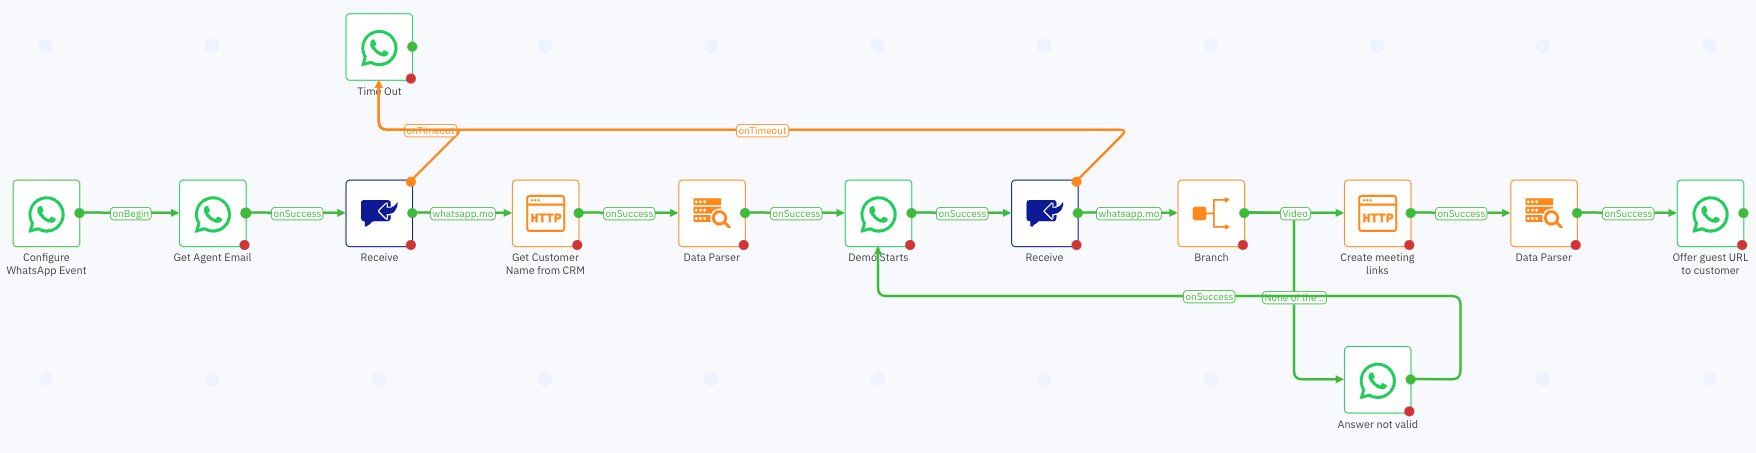 Time Out
onTimeout
onTimeout
onBegin
onSuccess
whatsapp.mo
HTTP
onSuccess
onSuccess
onSuccess
whatsapp.mo
Video
HTTP
onSuccess
onSuccess
Configure
WhatsApp Event
Get Agent Email
Receive
Get Customer
Name from CRM
Data Parser
Demo Starts
Receive
Branch
Create meeting
links
Data Parser
Offer guest URL
to customer
onSuccess
None of the ..
Answer not valid